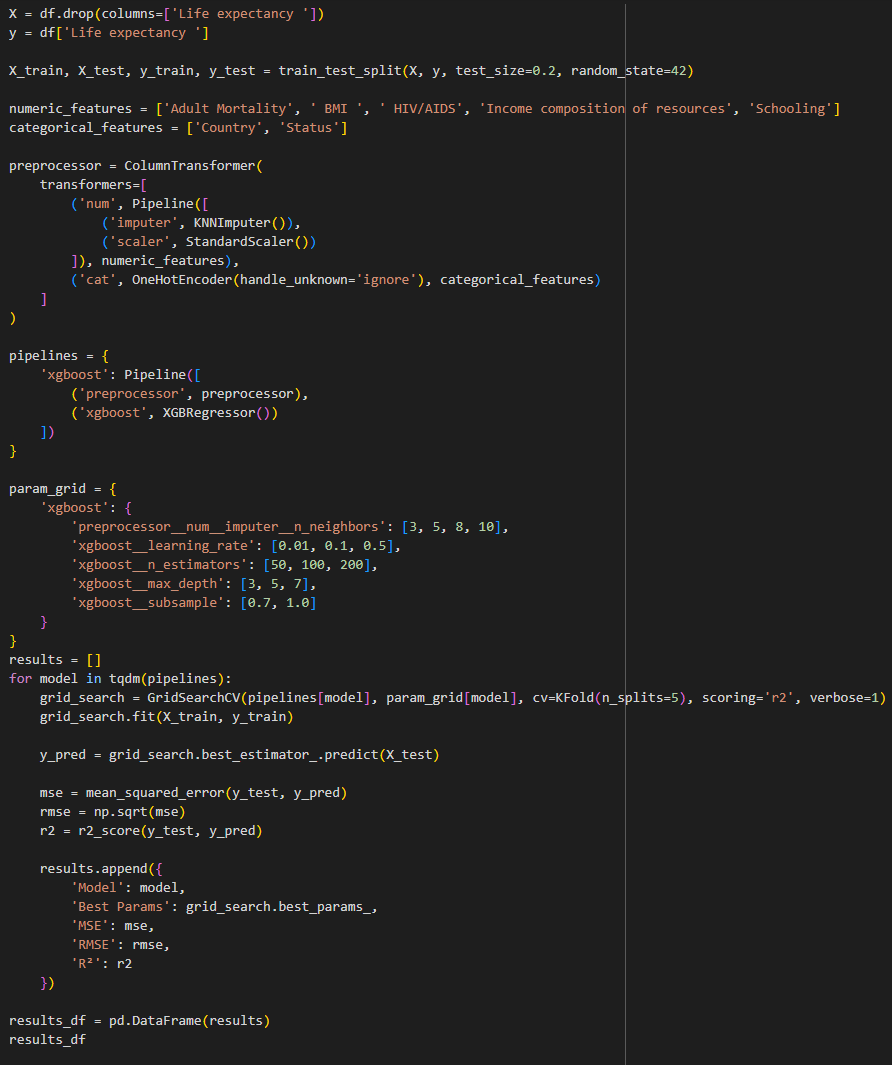 X = df.drop(columns=['Life expectancy '])
y = df['Life expectancy ']

X_train, X_test, y_train, y_test = train_test_split(X, y, test_size=0.2, random_state=42)

numeric_features = ['Adult Mortality', ' BMI ', ' HIV/AIDS', 'Income composition of resources', 'Schooling']
categorical_features = ['Country', 'Status']

preprocessor = ColumnTransformer(
    transformers=[
        ('num', Pipeline([
            ('imputer', KNNImputer()),
            ('scaler', StandardScaler())
        ]), numeric_features),
        ('cat', OneHotEncoder(handle_unknown='ignore'), categorical_features)
    ]
)

pipelines = {
    'xgboost': Pipeline([
        ('preprocessor', preprocessor),
        ('xgboost', XGBRegressor())
    ])
}

param_grid = {
    'xgboost': {
        'preprocessor__num__imputer__n_neighbors': [3, 5, 8, 10],
        'xgboost__learning_rate': [0.01, 0.1, 0.5],
        'xgboost__n_estimators': [50, 100, 200],
        'xgboost__max_depth': [3, 5, 7],
        'xgboost__subsample': [0.7, 1.0]
    }
}
results = []
for model in tqdm(pipelines):
    grid_search = GridSearchCV(pipelines[model], param_grid[model], cv=KFold(n_splits=5), scoring='r2', verbose=1)
    grid_search.fit(X_train, y_train)

    y_pred = grid_search.best_estimator_.predict(X_test)

    mse = mean_squared_error(y_test, y_pred)
    rmse = np.sqrt(mse)
    r2 = r2_score(y_test, y_pred)

    results.append({
        'Model': model,
        'Best Params': grid_search.best_params_,
        'MSE': mse,
        'RMSE': rmse,
        'R²': r2
    })

results_df = pd.DataFrame(results)
results_df